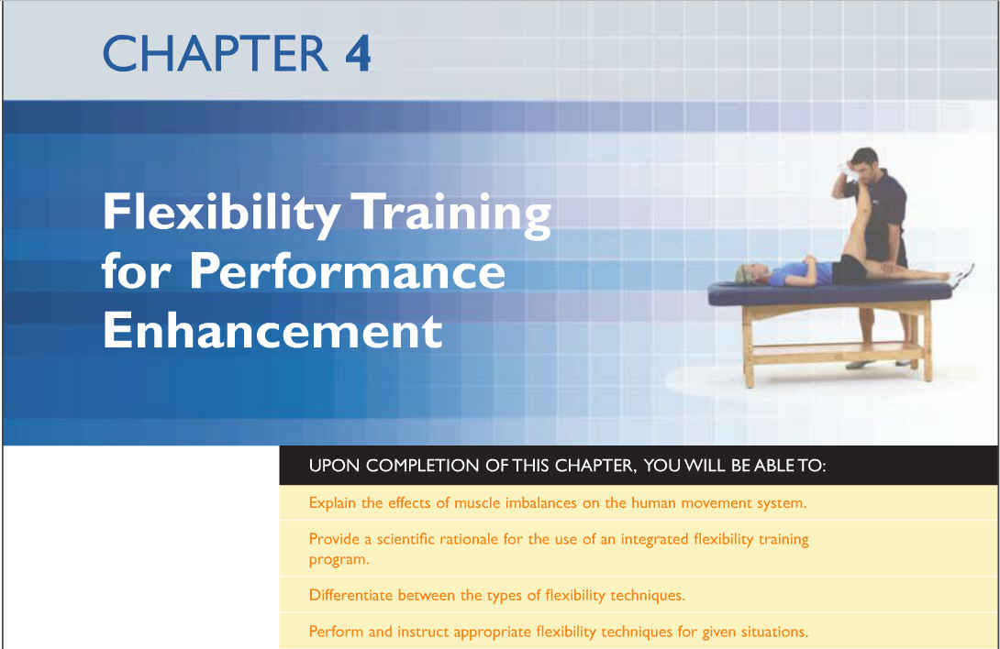 CHAPTER 4
Flexibility Training
for Performance
Enhancement
UPON COMPLETION OF THIS CHAPTER, YOU WILL BE ABLE TO:
Explain the effects of muscle imbalances on the human movement system.
Provide a scientific rationale for the use of an integrated flexibility training
program.
Differentiate between the types of flexibility techniques.
Perform and instruct appropriate flexibility techniques for given situations.